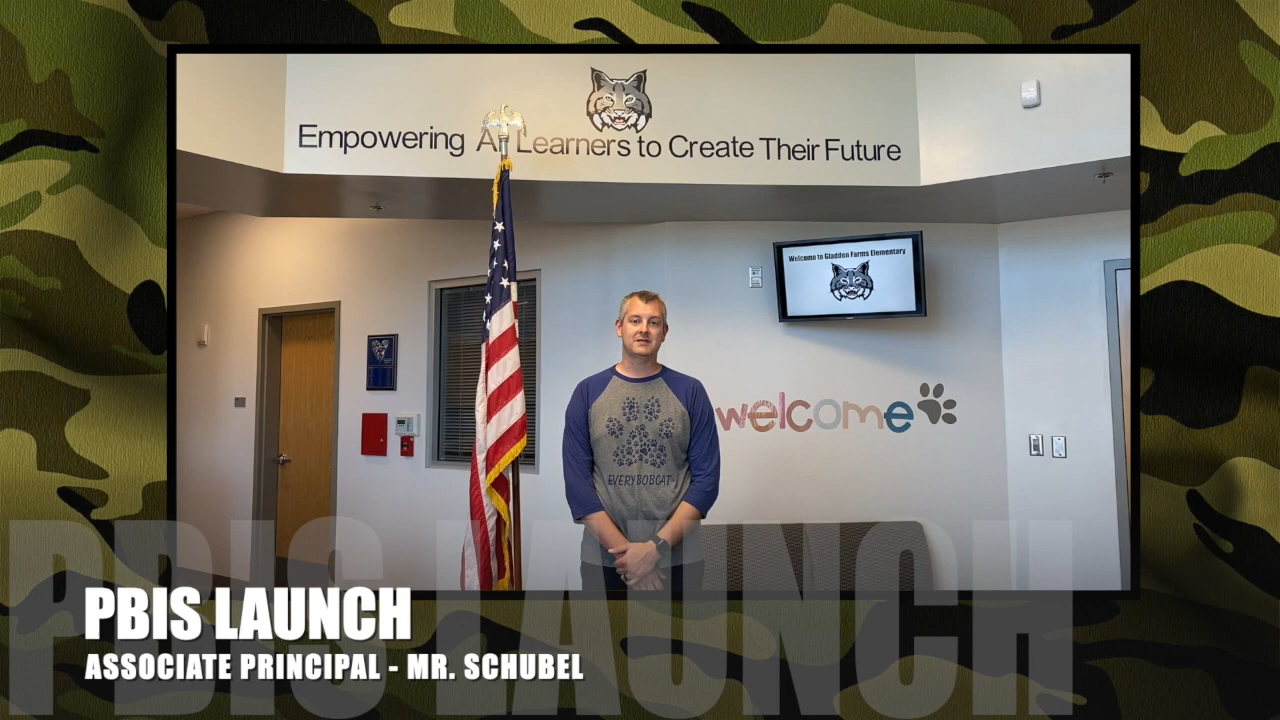 Empowering All Learners to Create Their Future
Welcome to Gladden Farms Elementary
welcome
EVERYBOBCAT
PBIS LAUNCH
PBIS LAUNCH
ASSOCIATE PRINCIPAL - MR. SCHUBEL